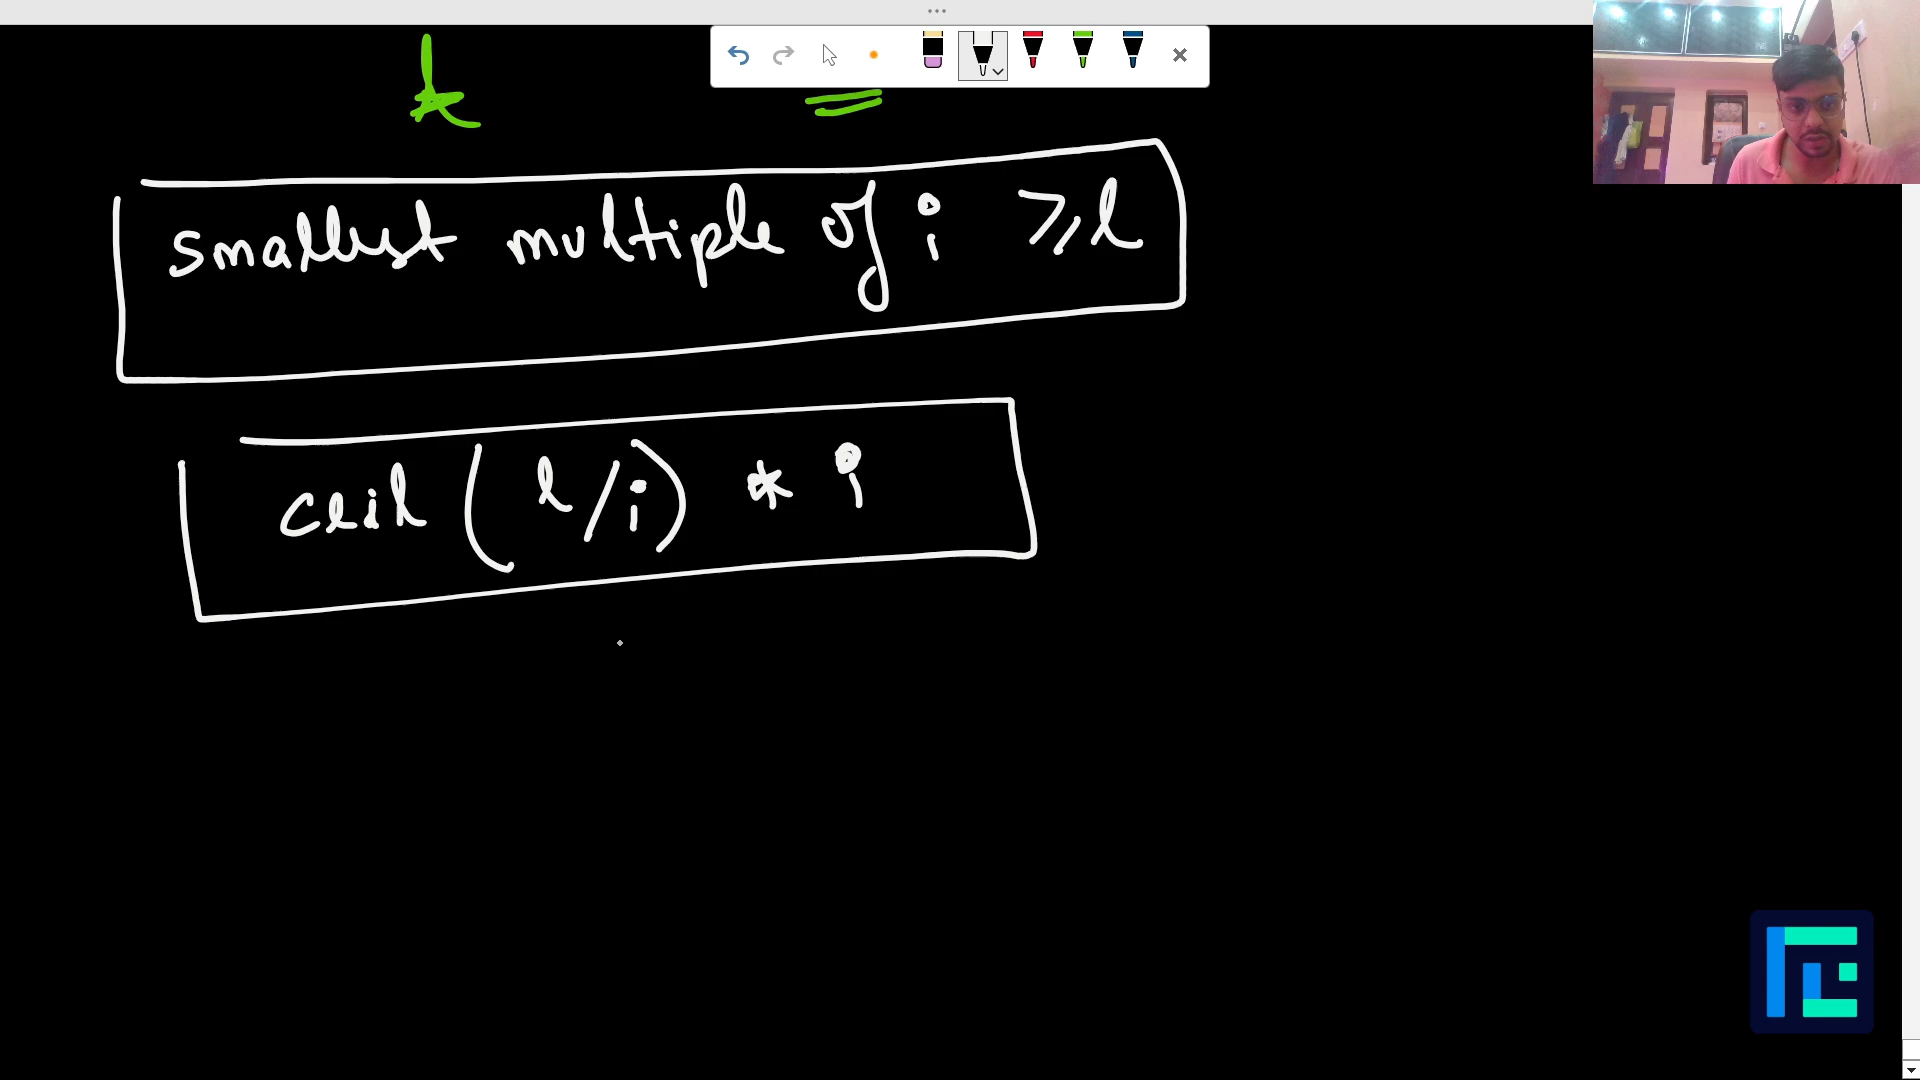 k
smallest multiple of i ⩾ l
ceil ( l/i ) * i